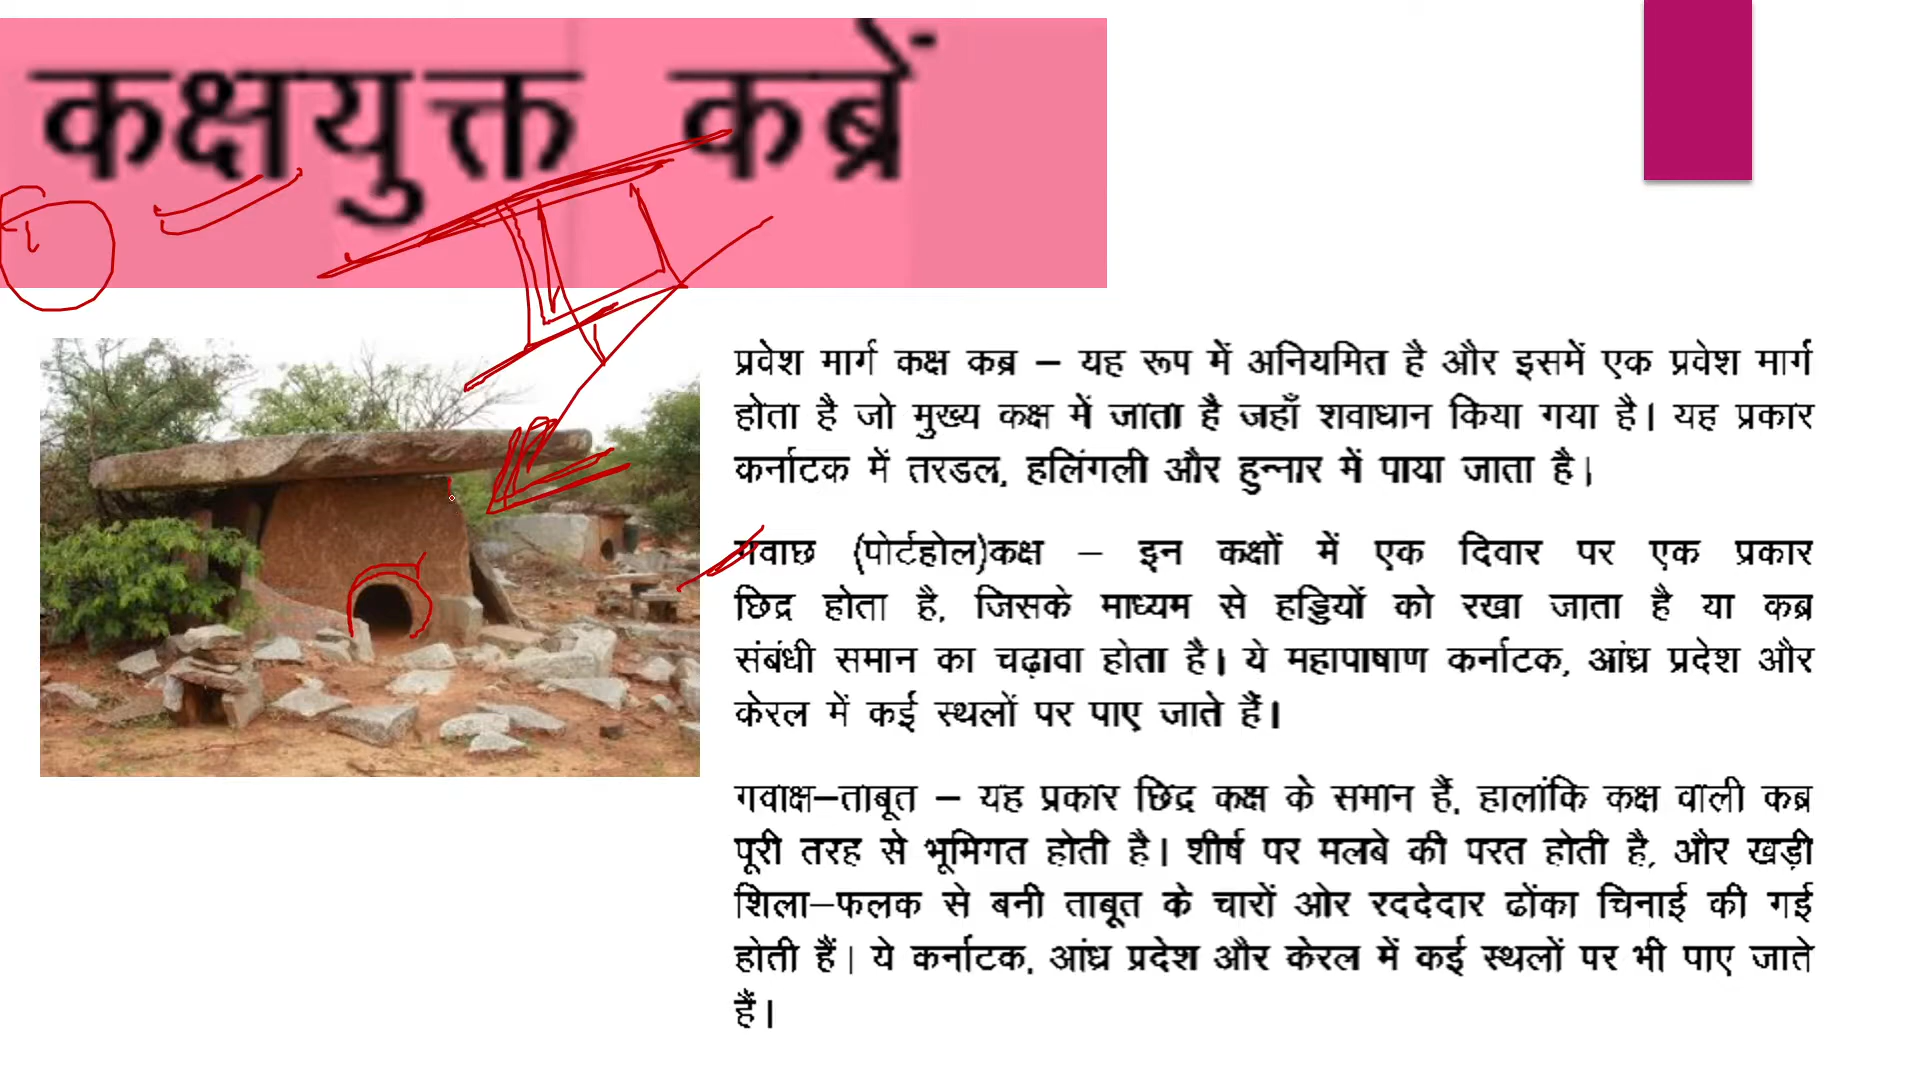 कक्षयुक्त कब्रें
प्रवेश मार्ग कक्ष कब्र – यह रूप में अनियमित है और इसमें एक प्रवेश मार्ग
होता है जो मुख्य कक्ष में जाता है जहाँ शवाधान किया गया है। यह प्रकार
कर्नाटक में तरडल, हलिंगली और हुन्नार में पाया जाता है।
गवाछ (पोर्टहोल)कक्ष – इन कक्षों में एक दिवार पर एक प्रकार
छिद्र होता है, जिसके माध्यम से हड्डियों को रखा जाता है या कब्र
संबंधी समान का चढ़ावा होता है। ये महापाषाण कर्नाटक, आंध्र प्रदेश और
केरल में कई स्थलों पर पाए जाते हैं।
गवाक्ष–ताबूत – यह प्रकार छिद्र कक्ष के समान हैं, हालांकि कक्ष वाली कब्र
पूरी तरह से भूमिगत होती है। शीर्ष पर मलबे की परत होती है, और खड़ी
शिला–फलक से बनी ताबूत के चारों ओर रददेदार ढोंका चिनाई की गई
होती हैं। ये कर्नाटक, आंध्र प्रदेश और केरल में कई स्थलों पर भी पाए जाते
हैं।